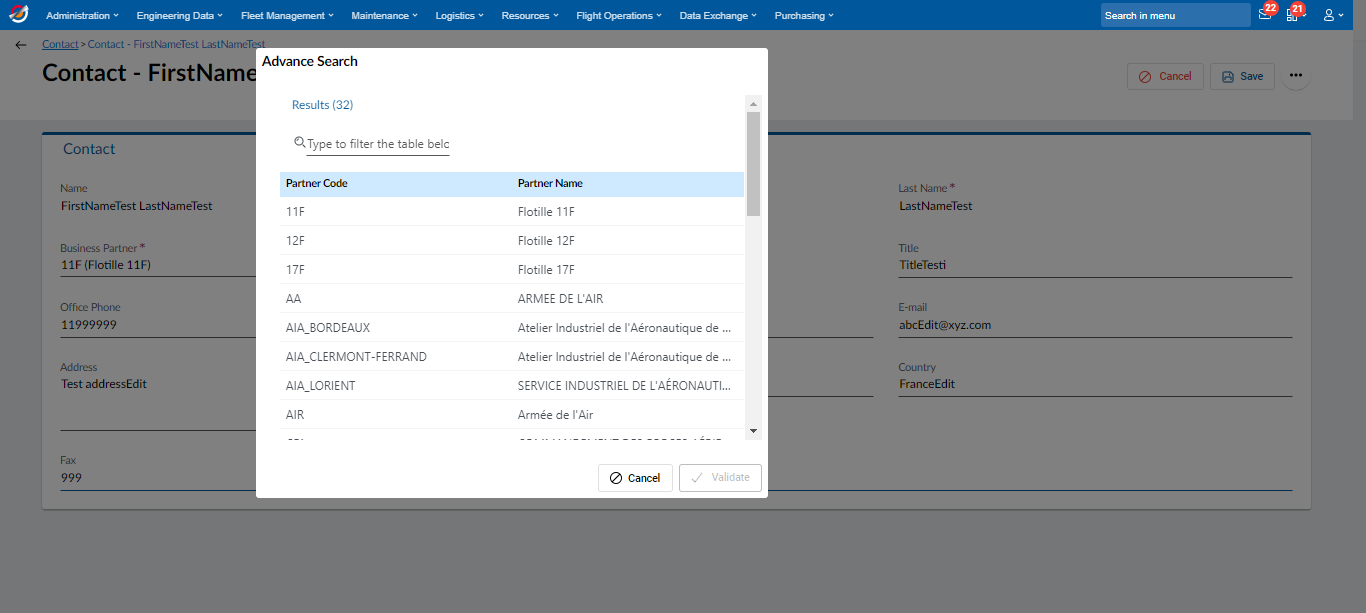 Administration Engineering Data Fleet Management Maintenance Logistics Resources Flight Operations Data Exchange Purchasing Search in menu 22 21
Contact > Contact - FirstNameTest LastNameTest
Contact - FirstName
Cancel Save
Advance Search
Results (32)
Type to filter the table belo
Partner Code Partner Name
11F Flotille 11F
12F Flotille 12F
17F Flotille 17F
AA ARMEE DE L'AIR
AIA_BORDEAUX Atelier Industriel de l'Aéronautique de ...
AIA_CLERMONT-FERRAND Atelier Industriel de l'Aéronautique de ...
AIA_LORIENT SERVICE INDUSTRIEL DE L'AÉRONAUTI...
AIR Armée de l'Air
Cancel Validate
Contact
Name
FirstNameTest LastNameTest
Last Name *
LastNameTest
Business Partner *
11F (Flotille 11F)
Title
TitleTesti
Office Phone
11999999
E-mail
abcEdit@xyz.com
Address
Test addressEdit
Country
FranceEdit
Fax
999